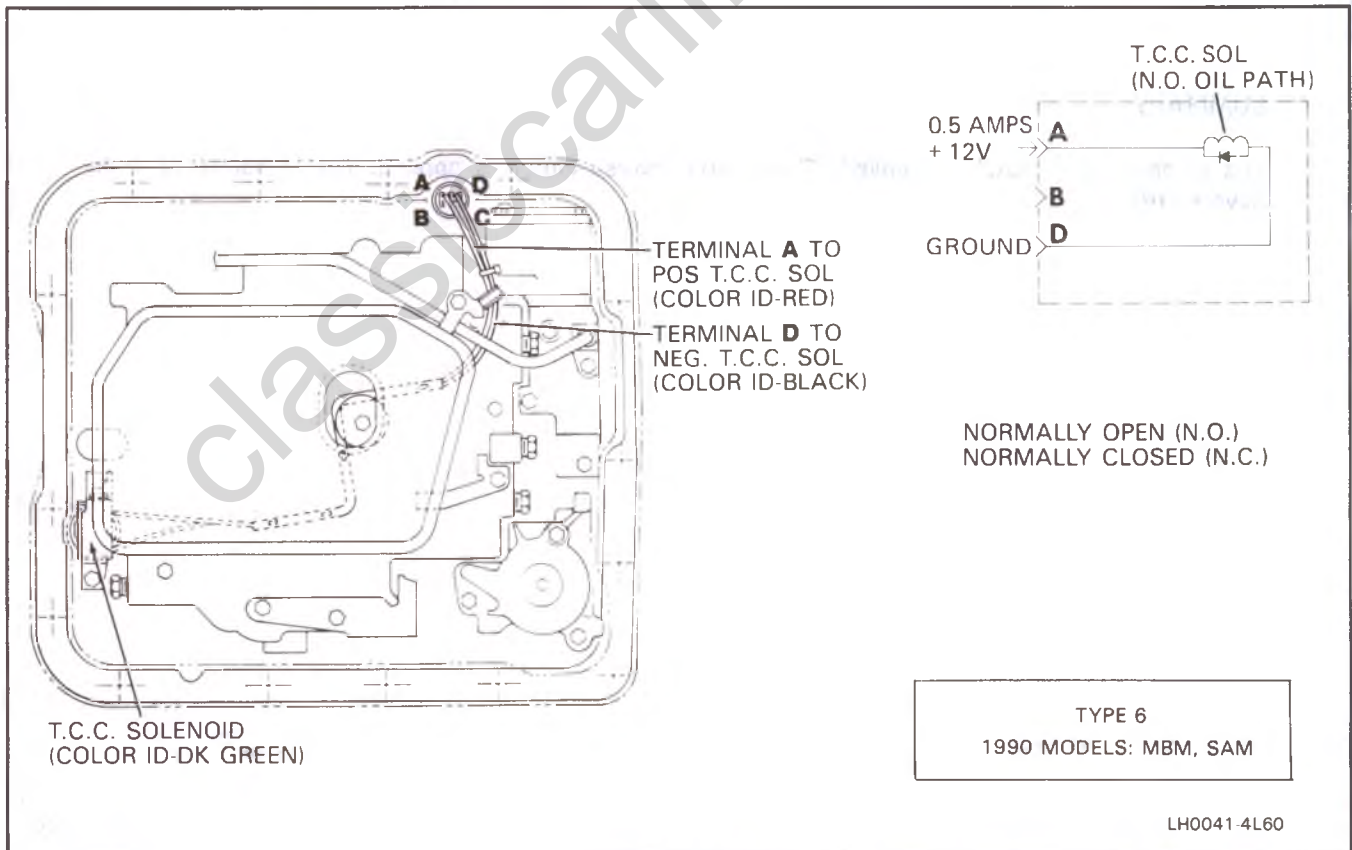 A D
B C
TERMINAL A TO
POS T.C.C. SOL
(COLOR ID-RED)
TERMINAL D TO
NEG. T.C.C. SOL
(COLOR ID-BLACK)
T.C.C. SOLENOID
(COLOR ID-DK GREEN)
T.C.C. SOL
(N.O. OIL PATH)
0.5 AMPS
+ 12V
A
B
GROUND
D
NORMALLY OPEN (N.O.)
NORMALLY CLOSED (N.C.)
TYPE 6
1990 MODELS: MBM, SAM
LH0041-4L60